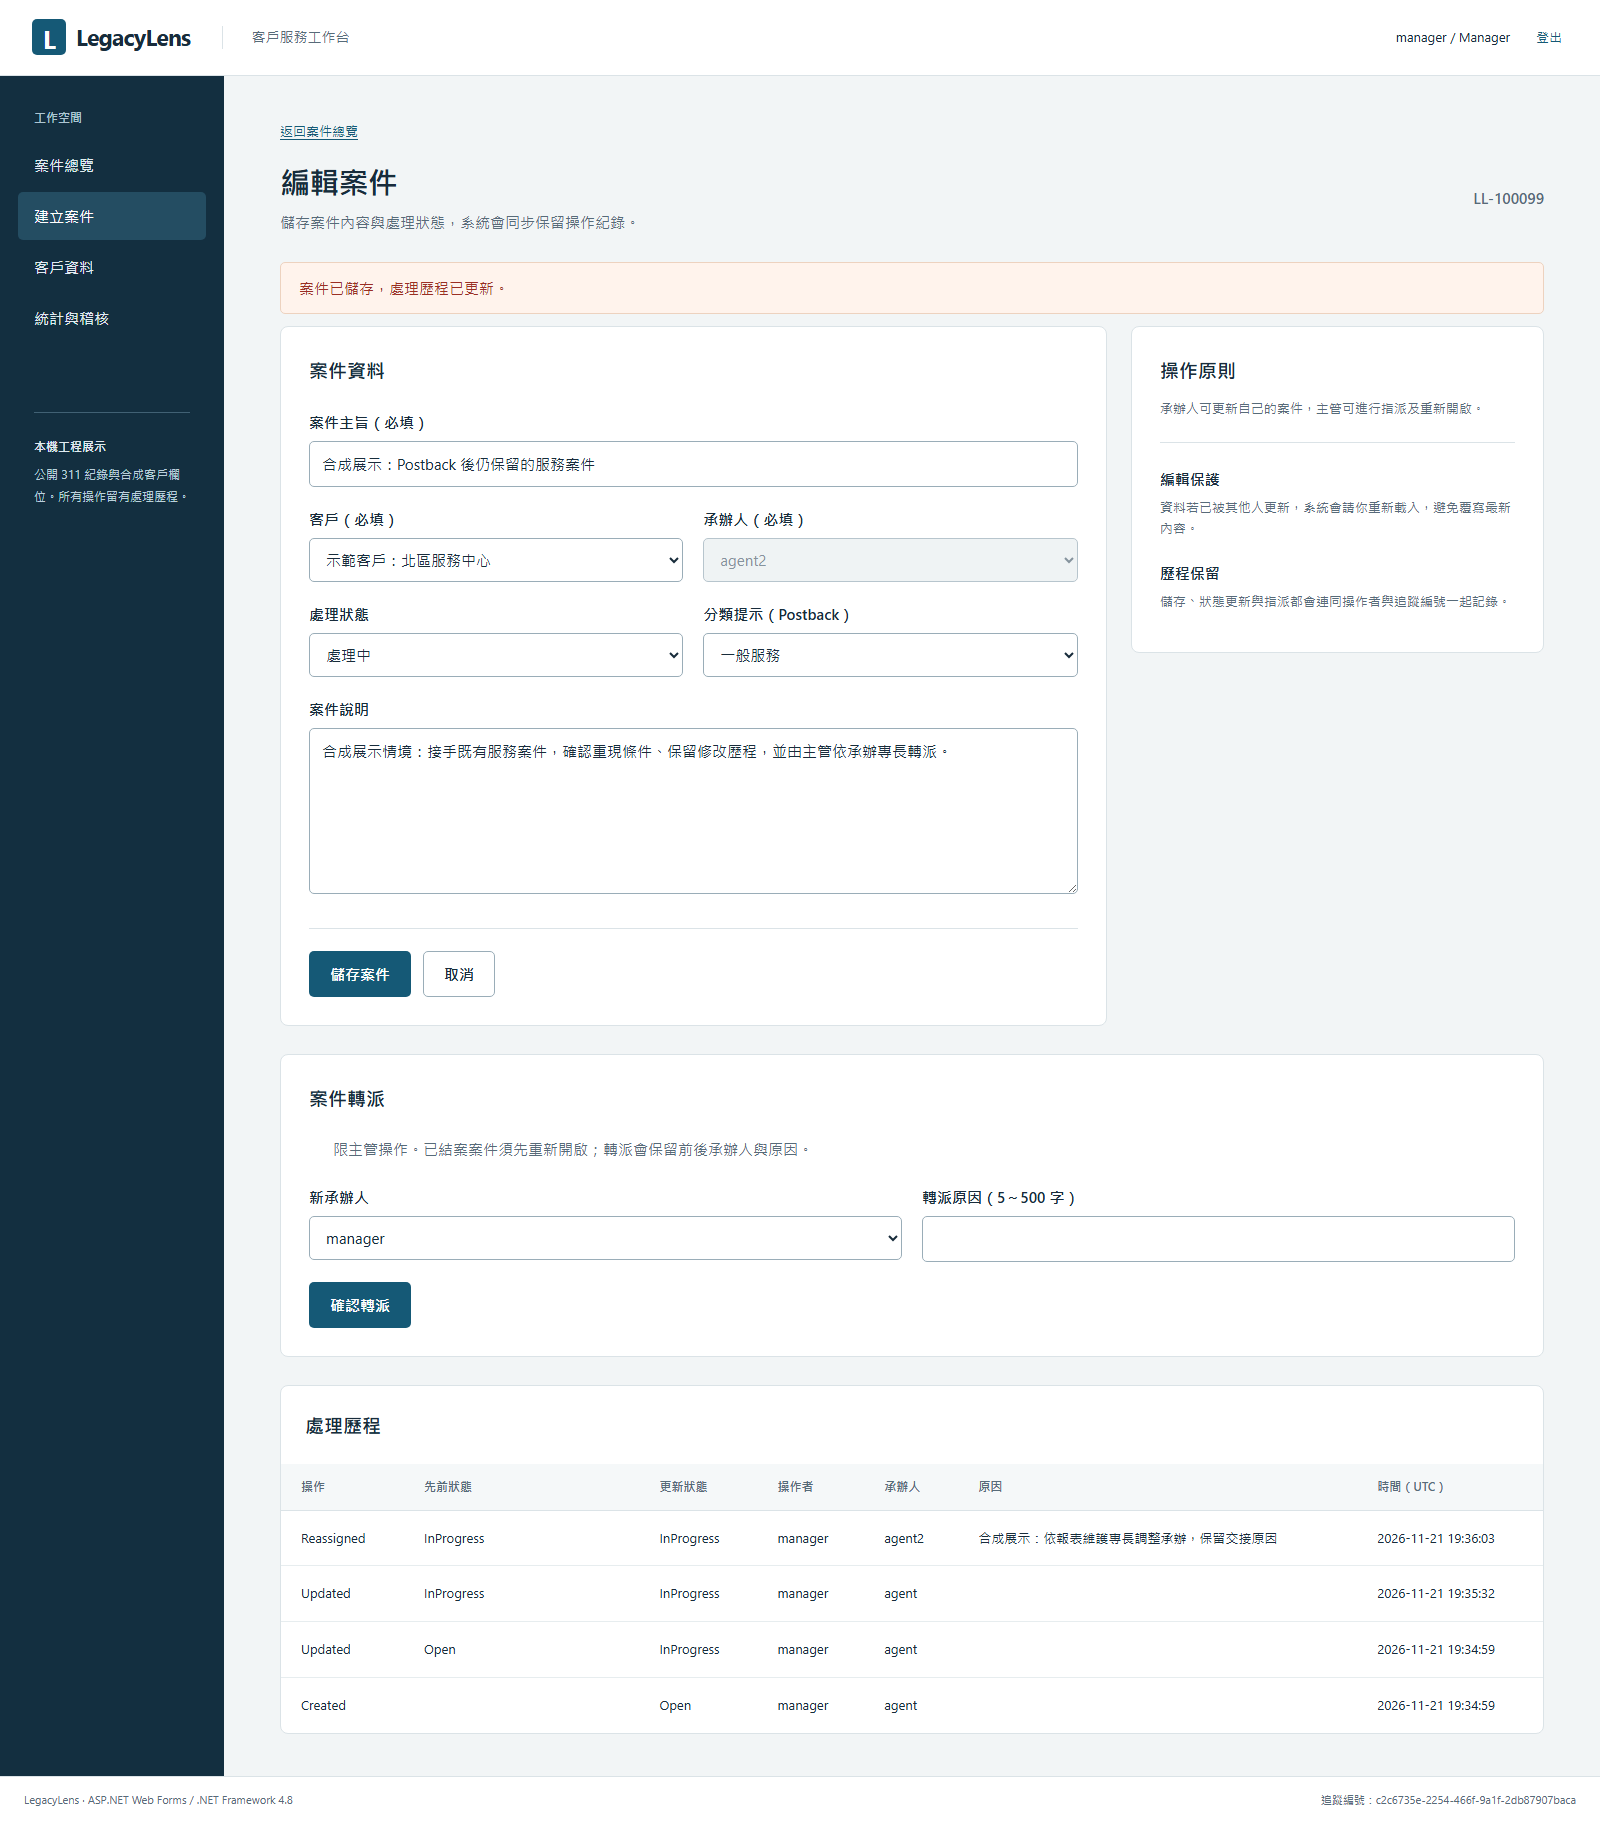 L LegacyLens
客戶服務工作台
manager / Manager
登出
工作空間
案件總覽
建立案件
客戶資料
統計與稽核
本機工程展示
公開 311 紀錄與合成客戶欄
位。所有操作留有處理歷程。
返回案件總覽
編輯案件
LL-100099
儲存案件內容與處理狀態，系統會同步保留操作紀錄。
案件已儲存，處理歷程已更新。
案件資料
案件主旨（必填）
合成展示：Postback 後仍保留的服務案件
客戶（必填）
承辦人（必填）
示範客戶：北區服務中心
agent2
處理狀態
分類提示（Postback）
處理中
一般服務
案件說明
合成展示情境：接手既有服務案件，確認重現條件、保留修改歷程，並由主管依承辦專長轉派。
儲存案件
取消
操作原則
承辦人可更新自己的案件，主管可進行指派及重新開啟。
編輯保護
資料若已被其他人更新，系統會請你重新載入，避免覆寫最新
內容。
歷程保留
儲存、狀態更新與指派都會連同操作者與追蹤編號一起記錄。
案件轉派
限主管操作。已結案案件須先重新開啟；轉派會保留前後承辦人與原因。
新承辦人
轉派原因（5～500 字）
manager
確認轉派
處理歷程
操作 先前狀態 更新狀態 操作者 承辦人 原因 時間（UTC）
Reassigned InProgress InProgress manager agent2 合成展示：依報表維護專長調整承辦，保留交接原因 2026-11-21 19:36:03
Updated InProgress InProgress manager agent 2026-11-21 19:35:32
Updated Open InProgress manager agent 2026-11-21 19:34:59
Created Open manager agent 2026-11-21 19:34:59
LegacyLens · ASP.NET Web Forms / .NET Framework 4.8
追蹤編號：c2c6735e-2254-466f-9a1f-2db87907baca